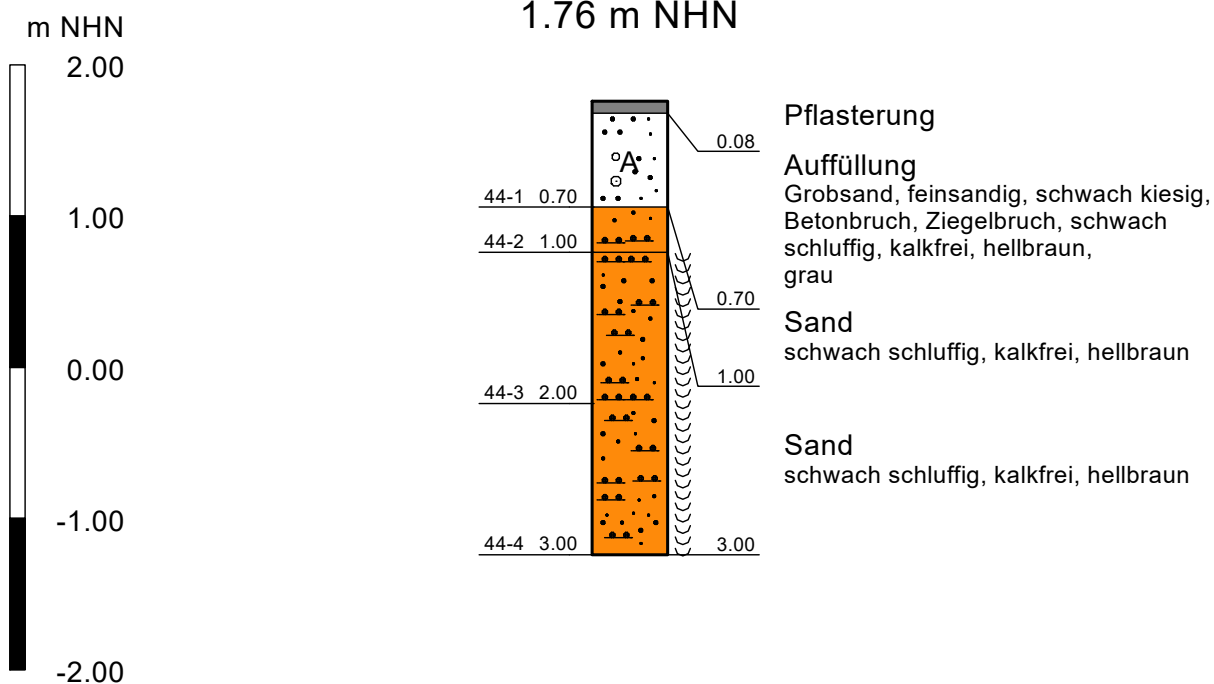 m NHN
1.76 m NHN
2.00
1.00
0.00
-1.00
-2.00
44-1 0.70
44-2 1.00
44-3 2.00
44-4 3.00
A
0.08
0.70
1.00
3.00
Pflasterung
Auffüllung
Grobsand, feinsandig, schwach kiesig,
Betonbruch, Ziegelbruch, schwach
schluffig, kalkfrei, hellbraun,
grau
Sand
schwach schluffig, kalkfrei, hellbraun
Sand
schwach schluffig, kalkfrei, hellbraun